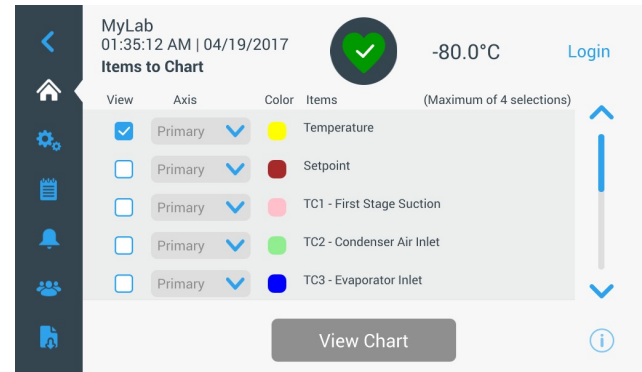 MyLab
01:35:12 AM | 04/19/2017
-80.0°C
Login
Items to Chart
View Axis Color Items (Maximum of 4 selections)
Primary Temperature
Primary Setpoint
Primary TC1 - First Stage Suction
Primary TC2 - Condenser Air Inlet
Primary TC3 - Evaporator Inlet
View Chart
i